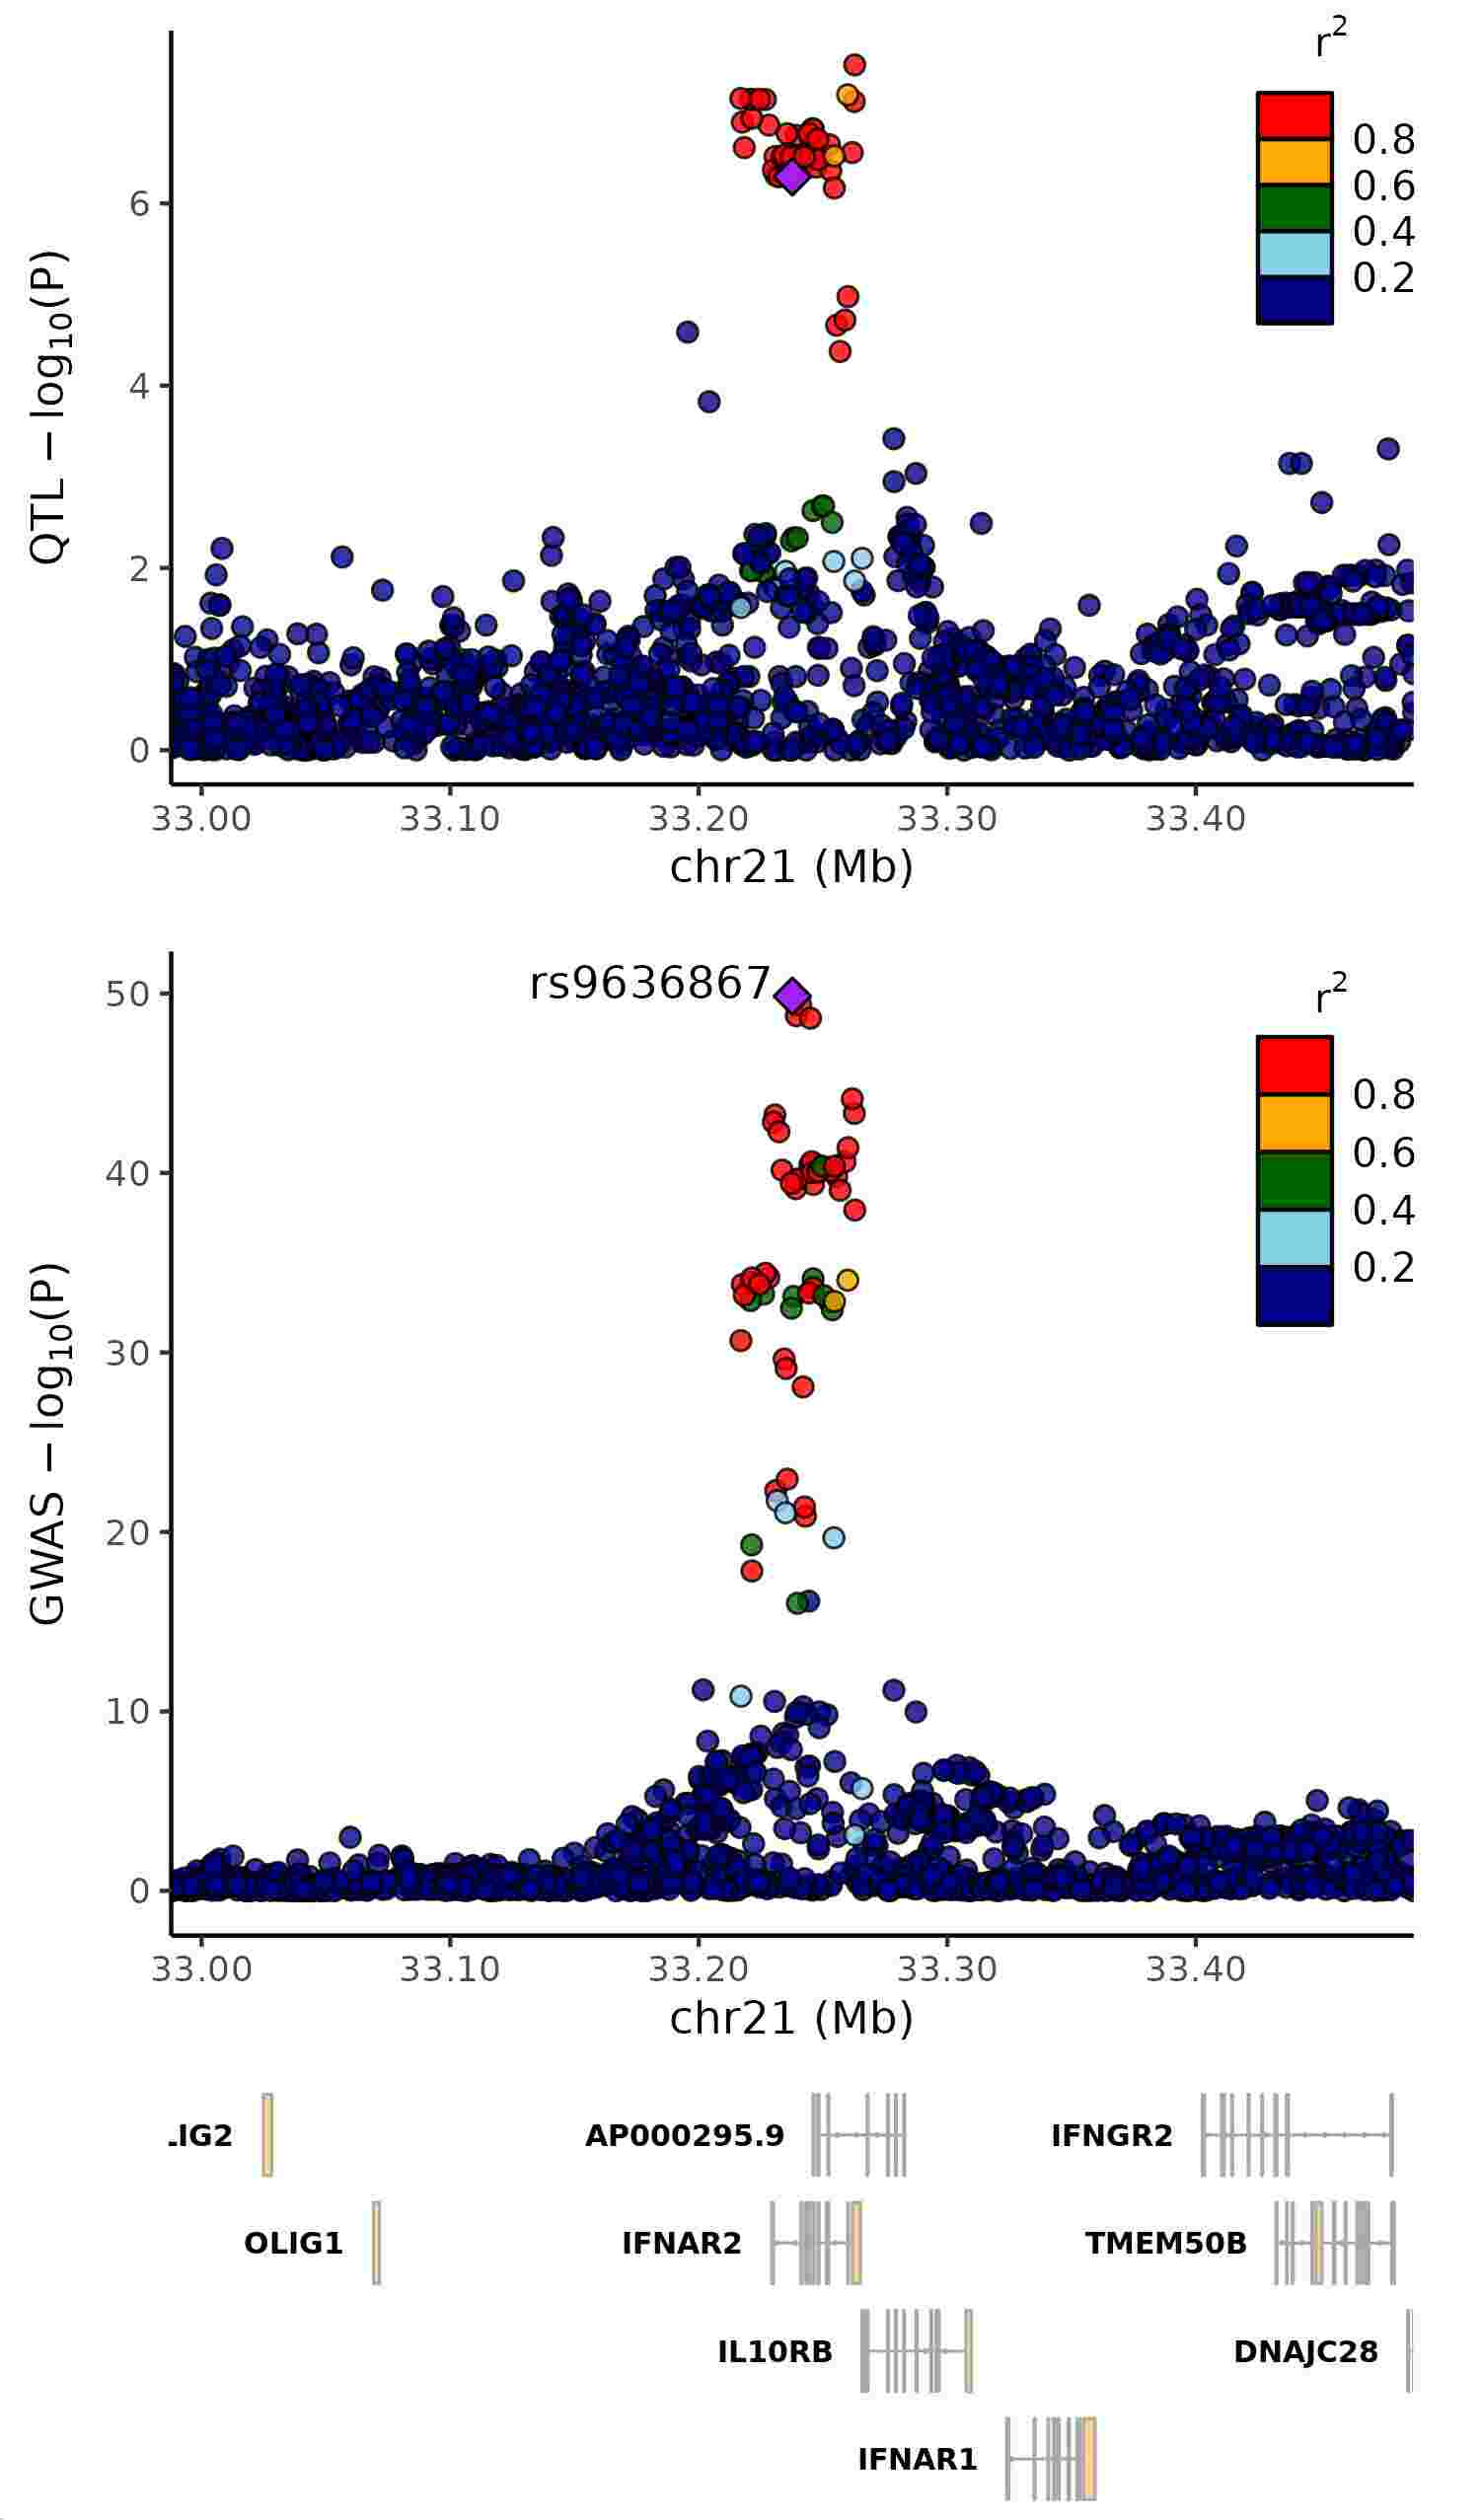 r²
0.8
0.6
0.4
0.2
QTL − log₁₀(P)
6
4
2
0
33.00 33.10 33.20 33.30 33.40
chr21 (Mb)
rs9636867
r²
0.8
0.6
0.4
0.2
GWAS − log₁₀(P)
50
40
30
20
10
0
33.00 33.10 33.20 33.30 33.40
chr21 (Mb)
IG2 AP000295.9 IFNGR2
OLIG1 IFNAR2 TMEM50B
IL10RB DNAJC28
IFNAR1